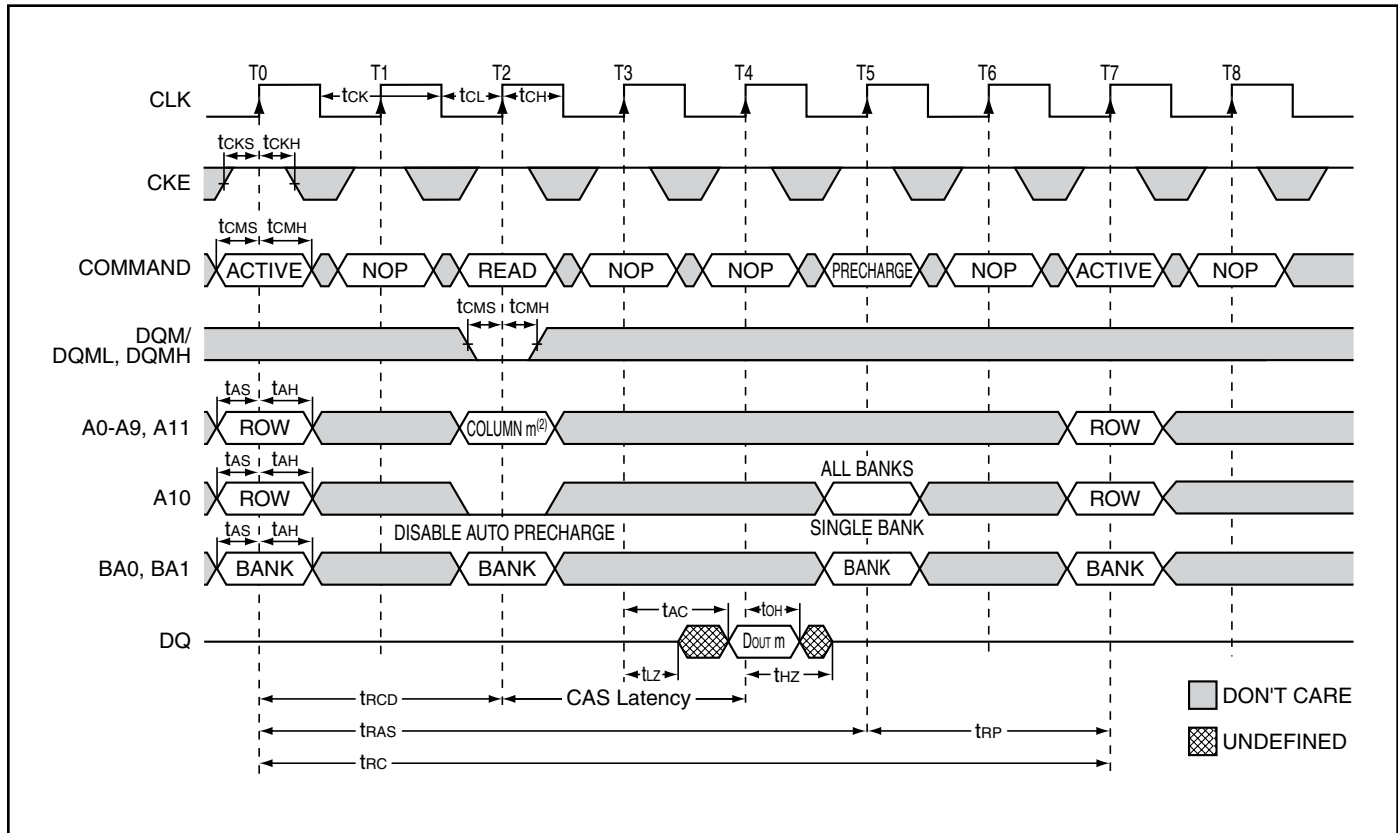 T0 T1 T2 T3 T4 T5 T6 T7 T8
CLK
tCK tCL tCH
tCKS tCKH
CKE
tCMS tCMH
COMMAND ACTIVE NOP READ NOP NOP PRECHARGE NOP ACTIVE NOP
tCMS tCMH
DQM/
DQML, DQMH
tAS tAH
A0-A9, A11 ROW COLUMN m(2) ROW
tAS tAH ALL BANKS
A10 ROW ROW
DISABLE AUTO PRECHARGE SINGLE BANK
tAS tAH
BA0, BA1 BANK BANK BANK BANK
tAC tOH
DQ DOUT m
tLZ tHZ
tRCD CAS Latency
DON'T CARE
tRAS tRP
UNDEFINED
tRC